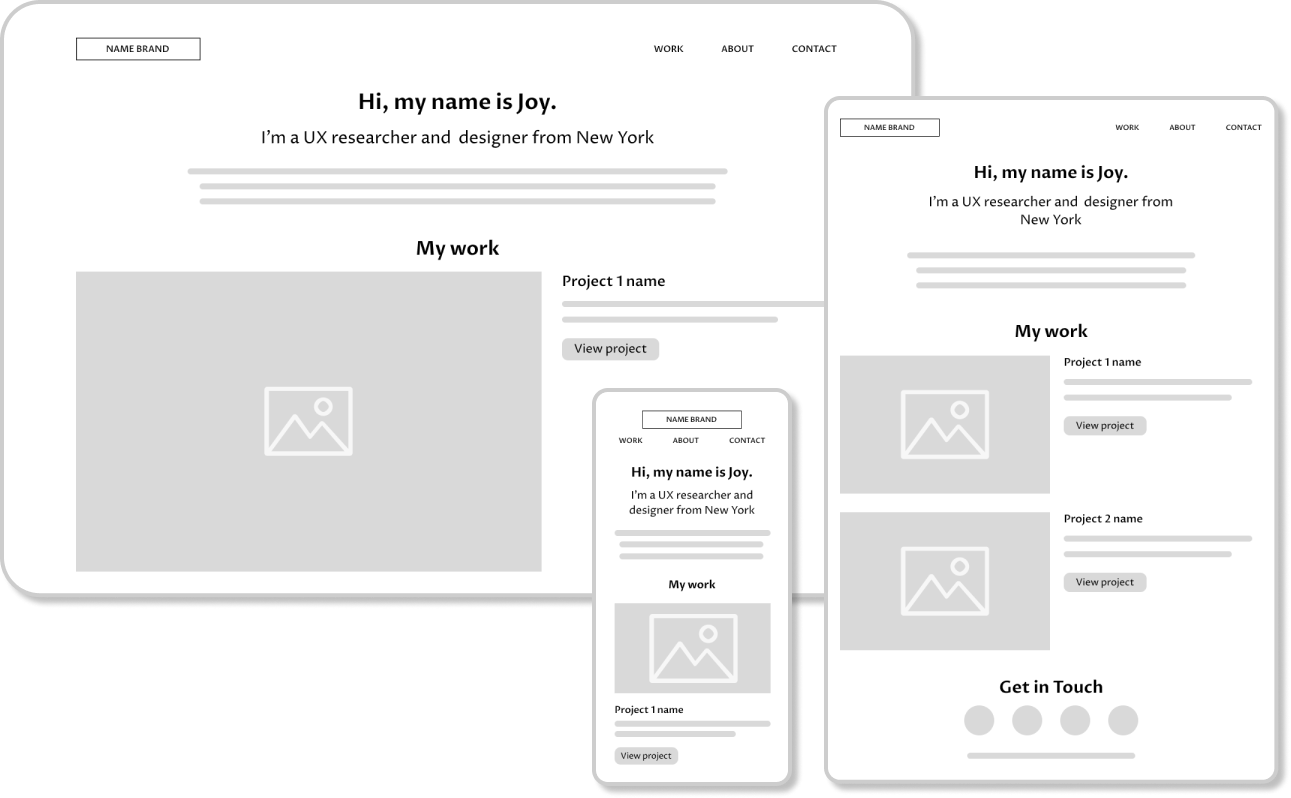 NAME BRAND
WORK ABOUT CONTACT
Hi, my name is Joy.
I'm a UX researcher and designer from New York
My work
Project 1 name
View project
NAME BRAND
WORK ABOUT CONTACT
Hi, my name is Joy.
I'm a UX researcher and
designer from New York
My work
Project 1 name
View project
NAME BRAND
WORK ABOUT CONTACT
Hi, my name is Joy.
I'm a UX researcher and designer from
New York
My work
Project 1 name
View project
Project 2 name
View project
Get in Touch